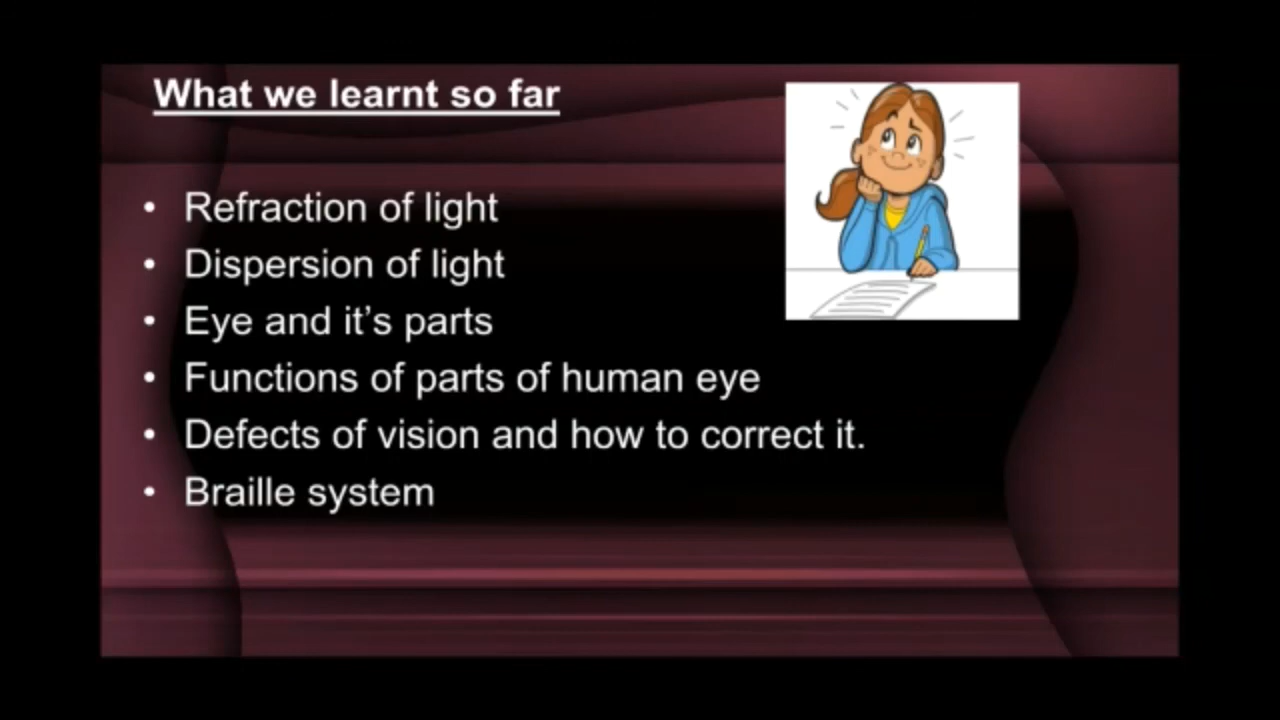 What we learnt so far
• Refraction of light
• Dispersion of light
• Eye and it’s parts
• Functions of parts of human eye
• Defects of vision and how to correct it.
• Braille system